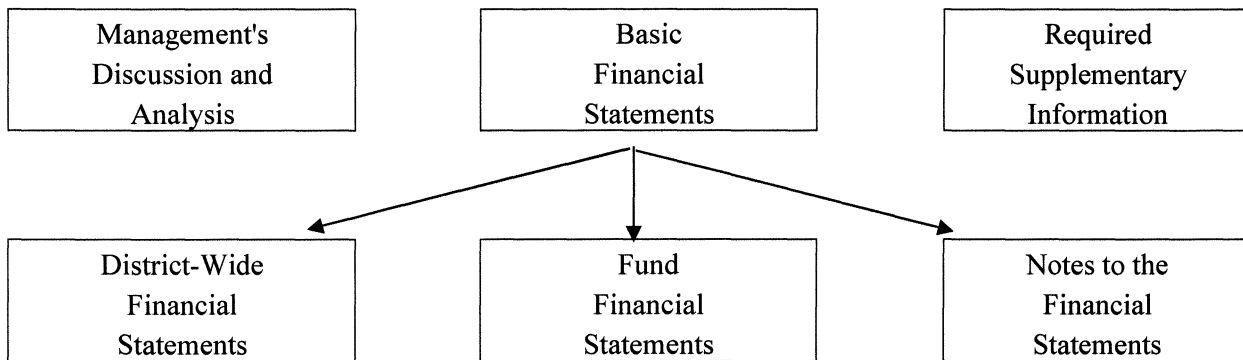 Management's
Discussion and
Analysis
Basic
Financial
Statements
Required
Supplementary
Information
District-Wide
Financial
Statements
Fund
Financial
Statements
Notes to the
Financial
Statements